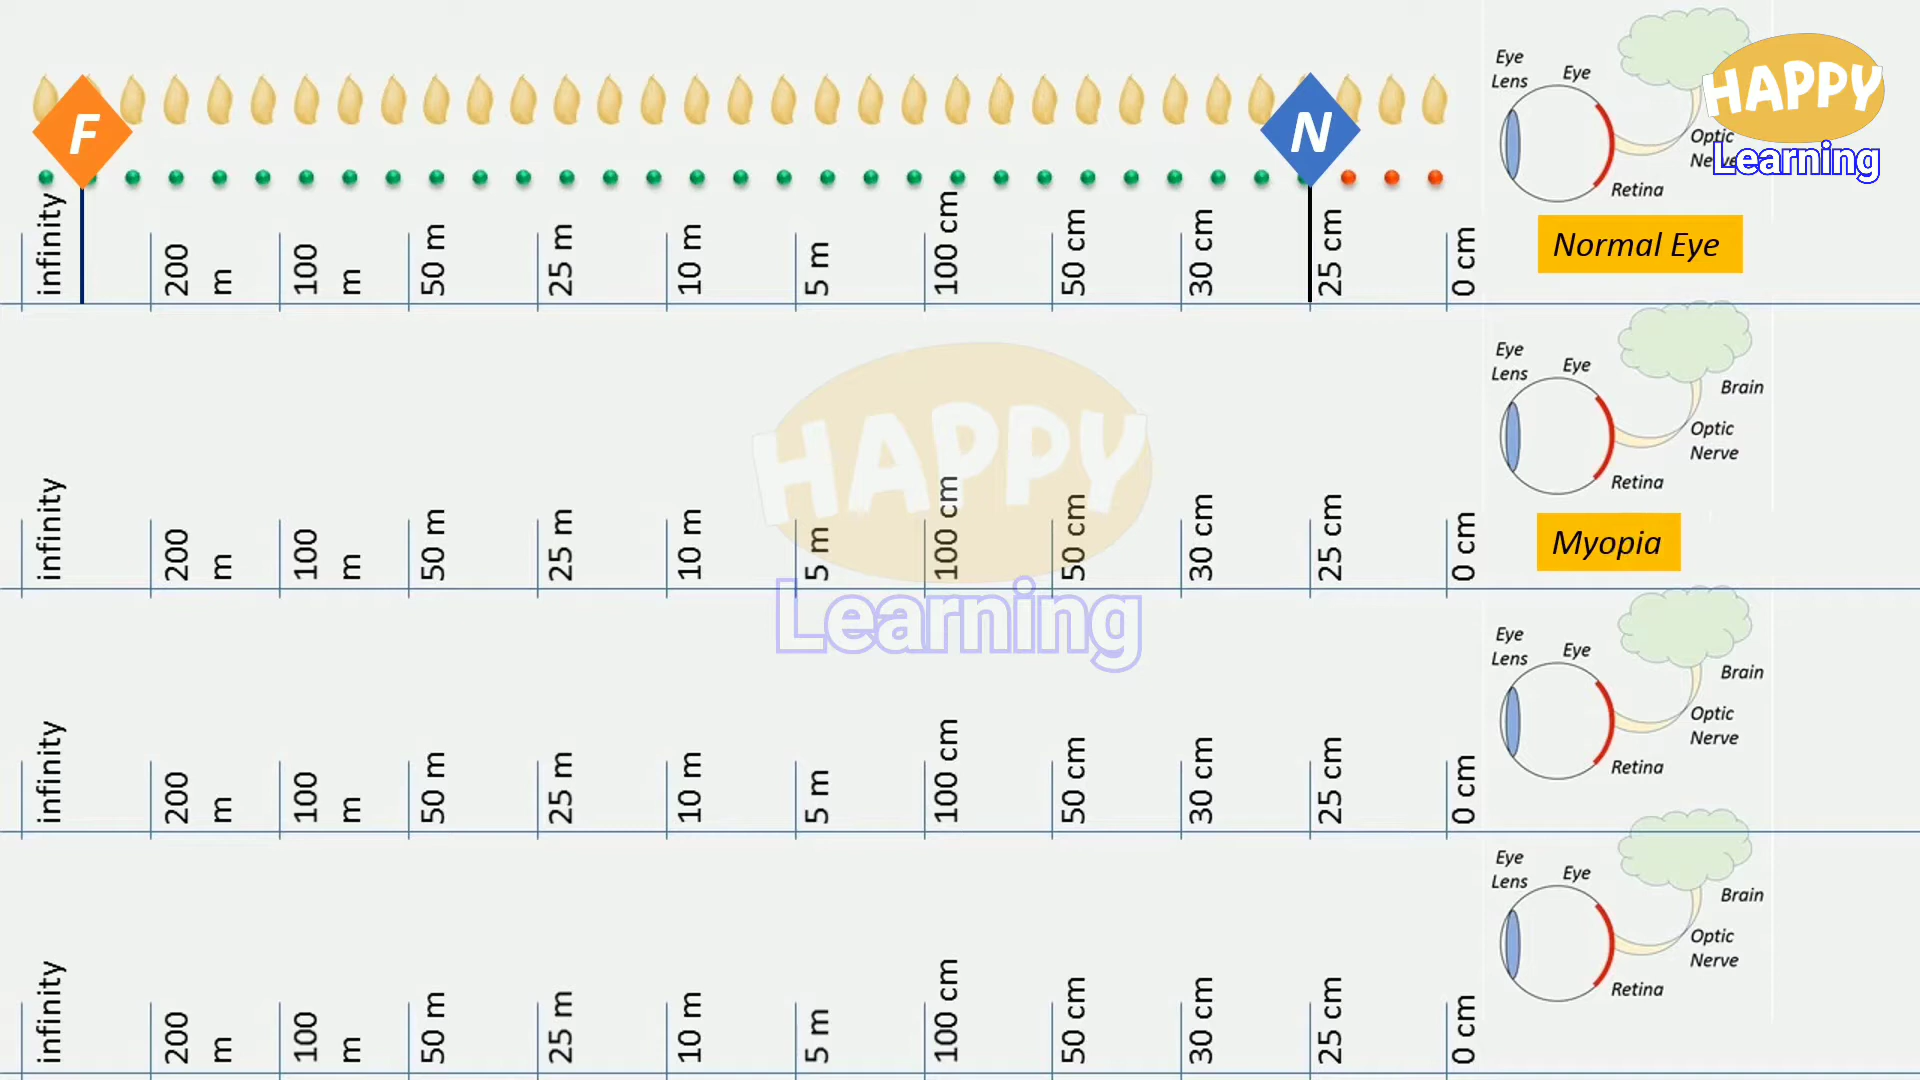 F
N
infinity
200 m
100 m
50 m
25 m
10 m
5 m
100 cm
50 cm
30 cm
25 cm
0 cm
Eye Lens
Eye
Optic Nerve
Retina
HAPPY
Learning
Normal Eye
infinity
200 m
100 m
50 m
25 m
10 m
5 m
100 cm
50 cm
30 cm
25 cm
0 cm
Eye Lens
Eye
Brain
Optic Nerve
Retina
Myopia
HAPPY
Learning
infinity
200 m
100 m
50 m
25 m
10 m
5 m
100 cm
50 cm
30 cm
25 cm
0 cm
Eye Lens
Eye
Brain
Optic Nerve
Retina
infinity
200 m
100 m
50 m
25 m
10 m
5 m
100 cm
50 cm
30 cm
25 cm
0 cm
Eye Lens
Eye
Brain
Optic Nerve
Retina